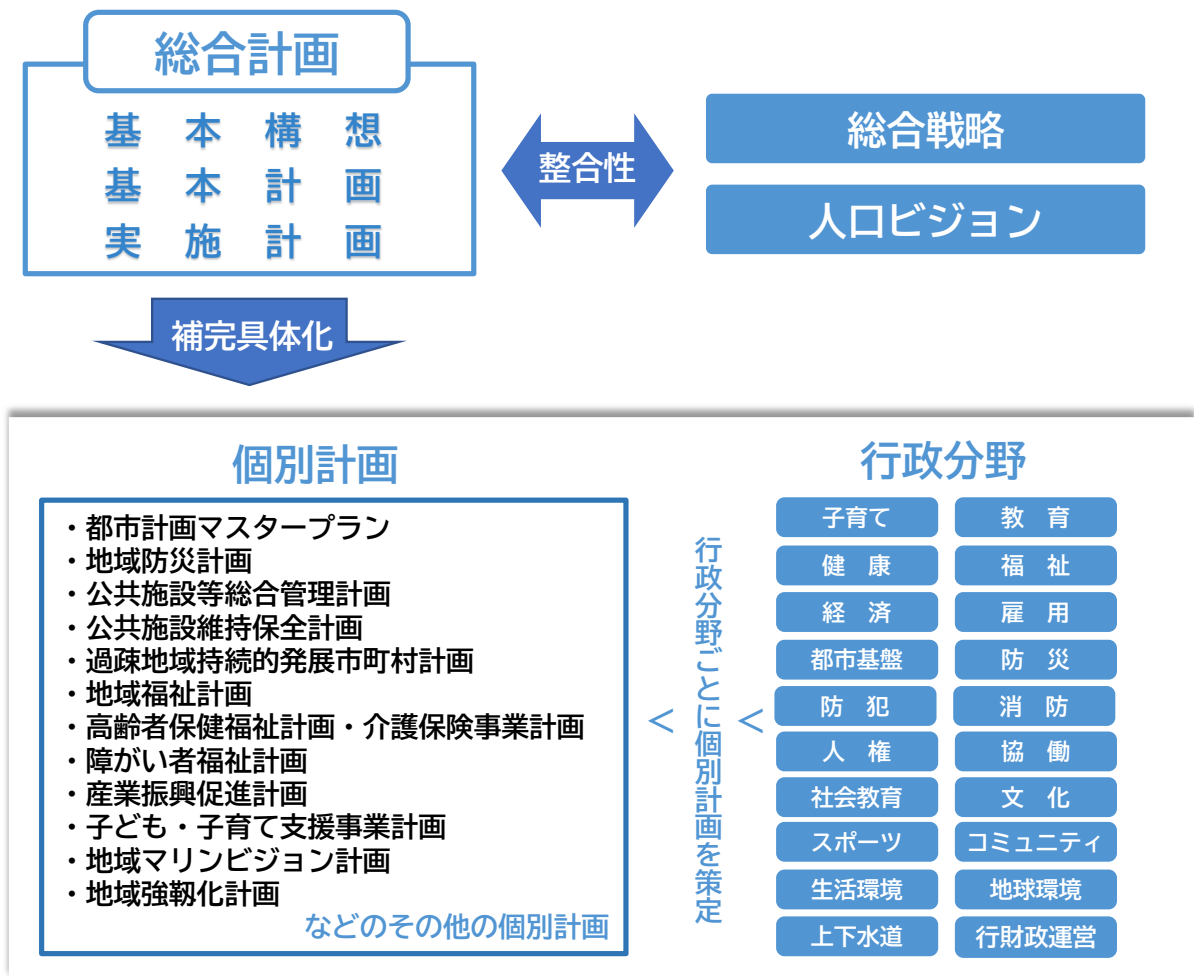 総合計画
基本構想
基本計画
実施計画
整合性
総合戦略
人口ビジョン
補完具体化
個別計画
・都市計画マスタープラン
・地域防災計画
・公共施設等総合管理計画
・公共施設維持保全計画
・過疎地域持続的発展市町村計画
・地域福祉計画
・高齢者保健福祉計画・介護保険事業計画
・障がい者福祉計画
・産業振興促進計画
・子ども・子育て支援事業計画
・地域マリンビジョン計画
・地域強靱化計画
などのその他の個別計画
＜
行政分野ごとに個別計画を策定
＜
行政分野
子育て
教育
健康
福祉
経済
雇用
都市基盤
防災
防犯
消防
人権
協働
社会教育
文化
スポーツ
コミュニティ
生活環境
地球環境
上下水道
行財政運営